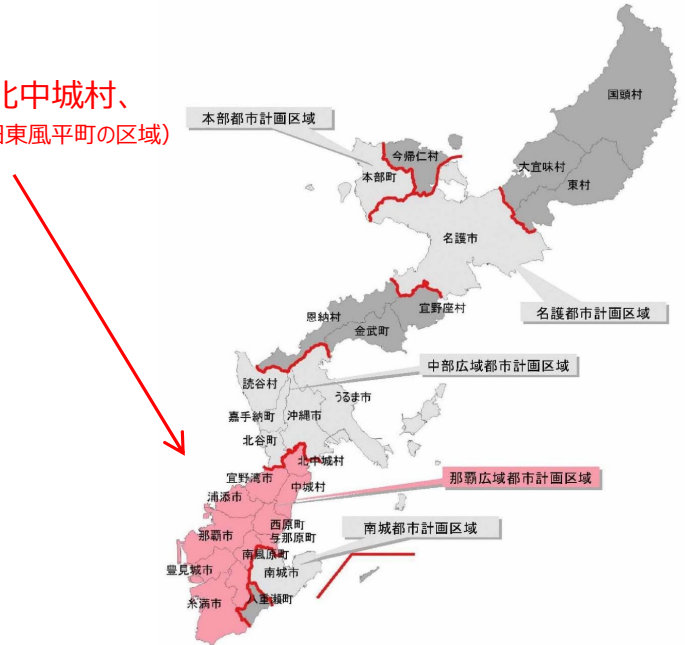 北中城村、
旧東風平町の区域）
本部都市計画区域
国頭村
今帰仁村
本部町
大宜味村
東村
名護市
名護都市計画区域
宜野座村
恩納村
金武町
中部広域都市計画区域
読谷村
うるま市
嘉手納町
沖縄市
北谷町
北中城村
宜野湾市
中城村
那覇広域都市計画区域
浦添市
西原町
那覇市
与那原町
南城都市計画区域
南風原町
豊見城市
南城市
糸満市
八重瀬町